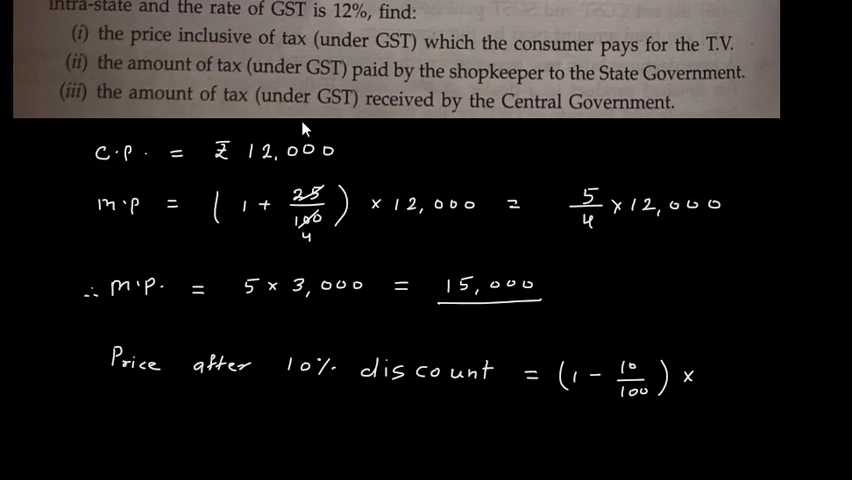 intra-state and the rate of GST is 12%, find:
(i) the price inclusive of tax (under GST) which the consumer pays for the T.V.
(ii) the amount of tax (under GST) paid by the shopkeeper to the State Government.
(iii) the amount of tax (under GST) received by the Central Government.
C.P. = ₹ 12,000
M.P = (1 + 25/100 4) × 12,000 = 5/4 × 12,000
∴ M.P. = 5 × 3,000 = 15,000
Price after 10% discount = (1 - 10/100) ×